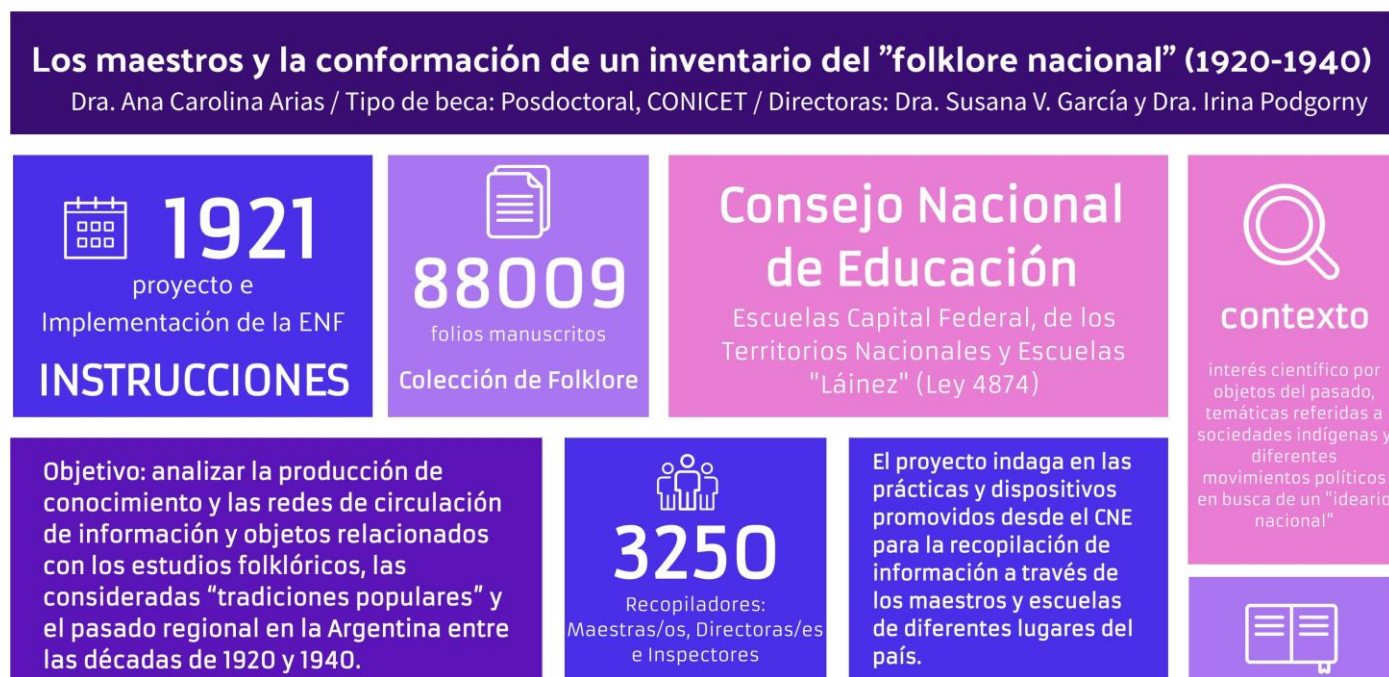 Los maestros y la conformación de un inventario del "folklore nacional" (1920-1940)
Dra. Ana Carolina Arias / Tipo de beca: Posdoctoral, CONICET / Directoras: Dra. Susana V. García y Dra. Irina Podgorny
1921
proyecto e
Implementación de la ENF
INSTRUCCIONES
88009
folios manuscritos
Colección de Folklore
Consejo Nacional
de Educación
Escuelas Capital Federal, de los
Territorios Nacionales y Escuelas
"Láinez" (Ley 4874)
contexto
interés científico por
objetos del pasado,
temáticas referidas a
sociedades indígenas y
diferentes
movimientos políticos
en busca de un "ideario
nacional"
Objetivo: analizar la producción de
conocimiento y las redes de circulación
de información y objetos relacionados
con los estudios folklóricos, las
consideradas “tradiciones populares” y
el pasado regional en la Argentina entre
las décadas de 1920 y 1940.
3250
Recopiladores:
Maestras/os, Directoras/es
e Inspectores
El proyecto indaga en las
prácticas y dispositivos
promovidos desde el CNE
para la recopilación de
información a través de
los maestros y escuelas
de diferentes lugares del
país.